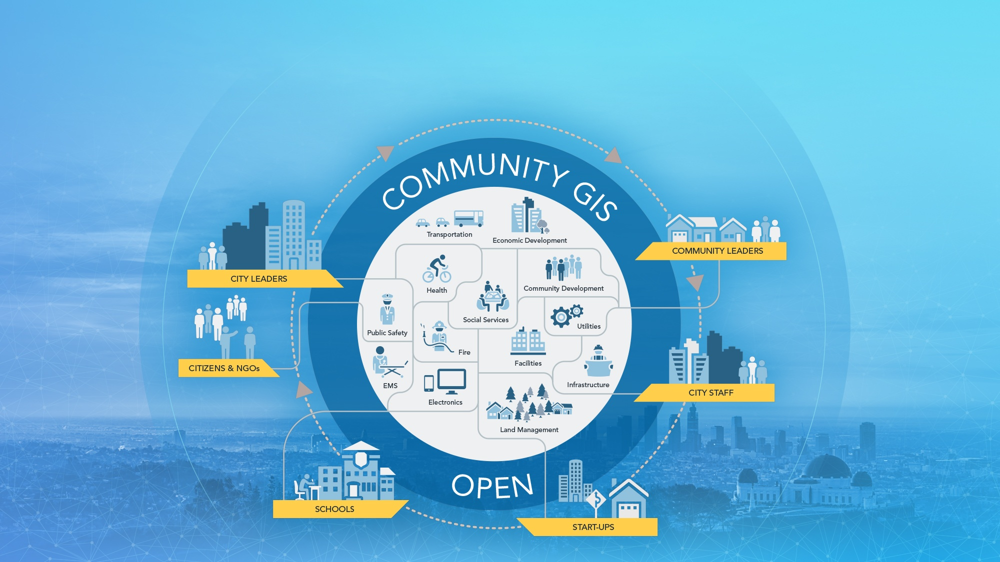 COMMUNITY GIS
Transportation
Economic Development
Health
Community Development
Social Services
Public Safety
Utilities
Fire
Facilities
EMS
Infrastructure
Electronics
Land Management
OPEN
CITY LEADERS
COMMUNITY LEADERS
CITIZENS & NGOs
CITY STAFF
SCHOOLS
START-UPS